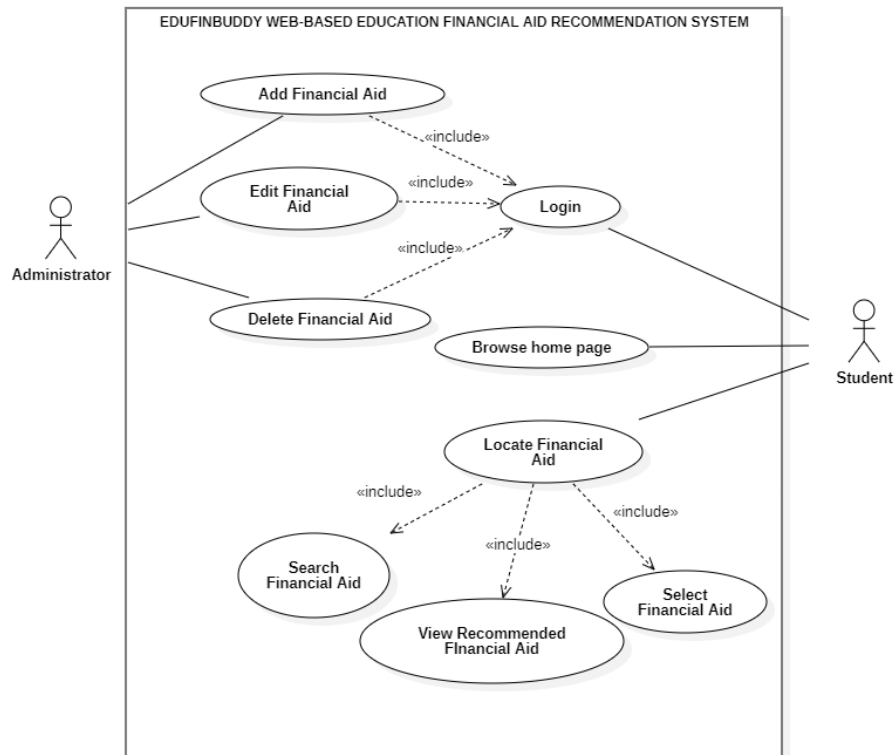 EDUFINBUDDY WEB-BASED EDUCATION FINANCIAL AID RECOMMENDATION SYSTEM
Add Financial Aid
«include»
Edit Financial
Aid
«include»
Login
Administrator
«include»
Delete Financial Aid
Browse home page
Student
Locate Financial
Aid
«include»
«include»
«include»
Search
Financial Aid
Select
Financial Aid
View Recommended
FInancial Aid